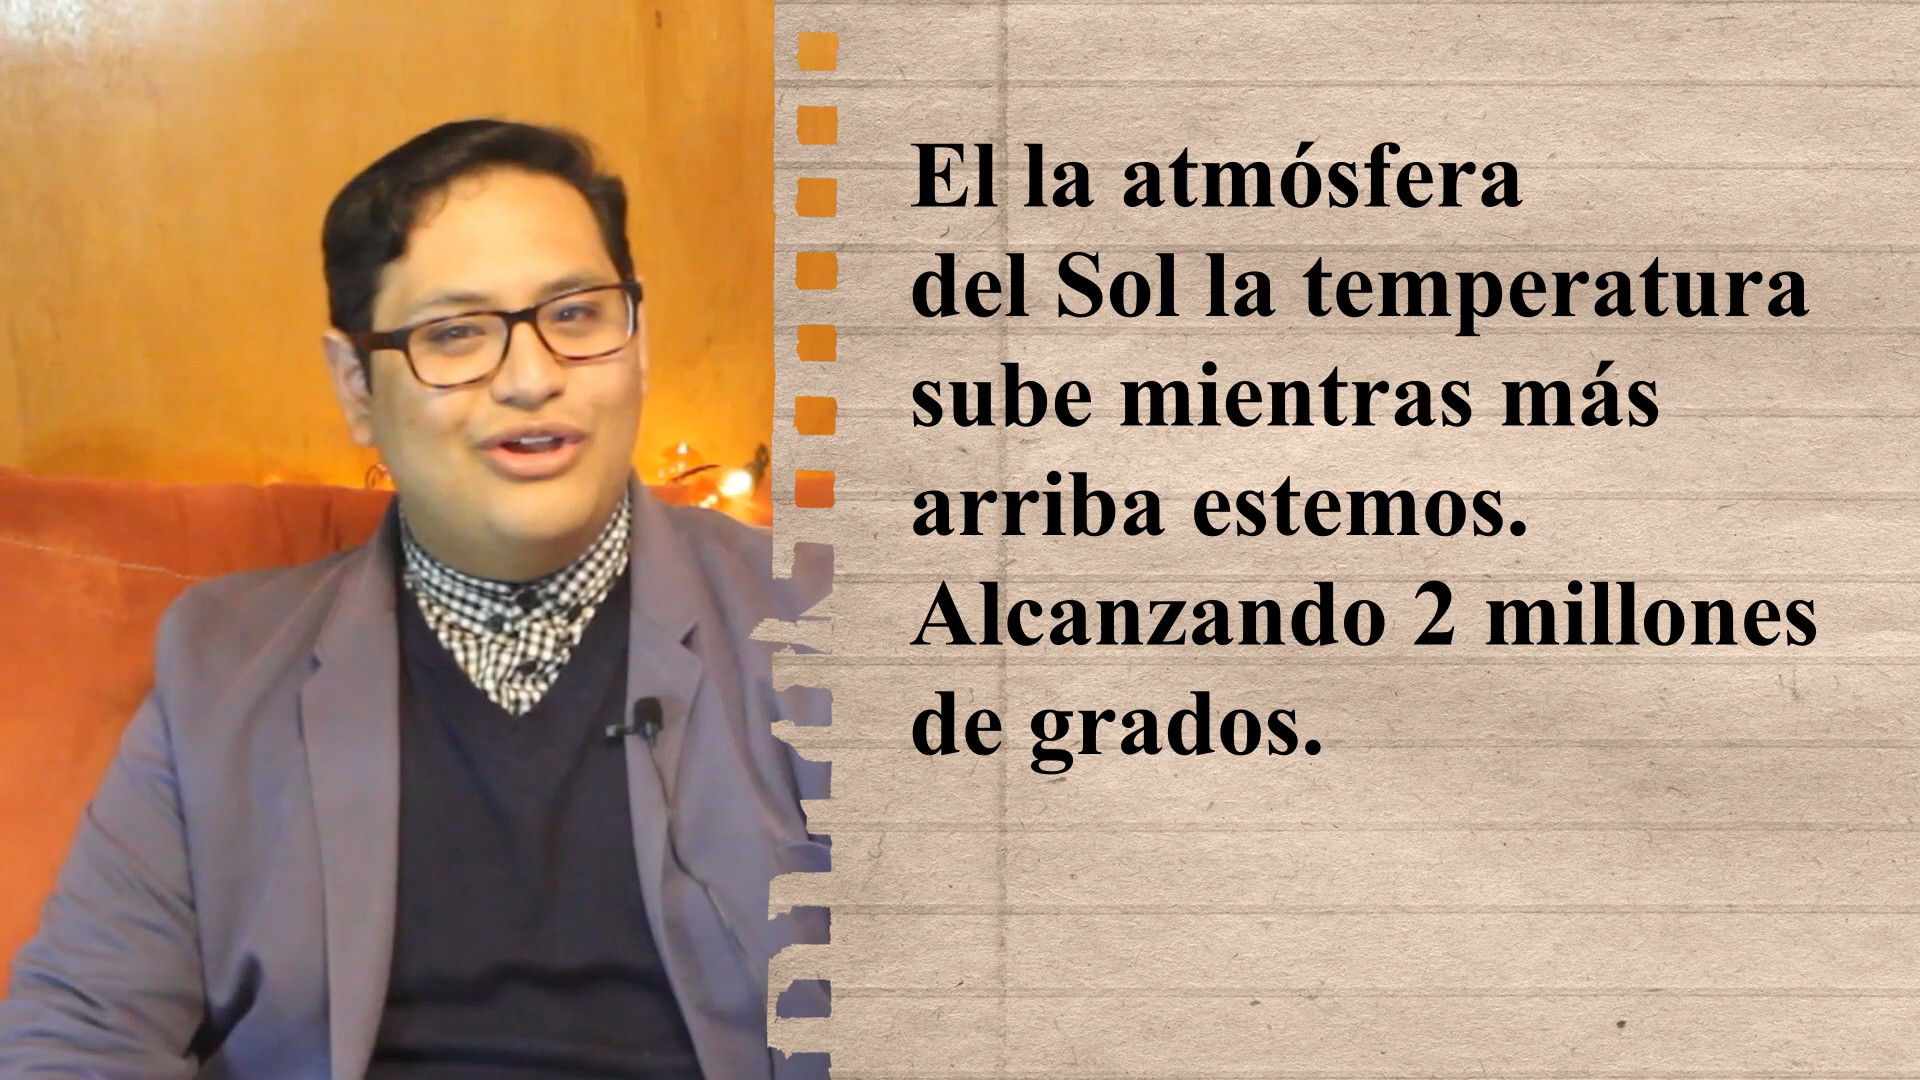 El la atmósfera
del Sol la temperatura
sube mientras más
arriba estemos.
Alcanzando 2 millones
de grados.